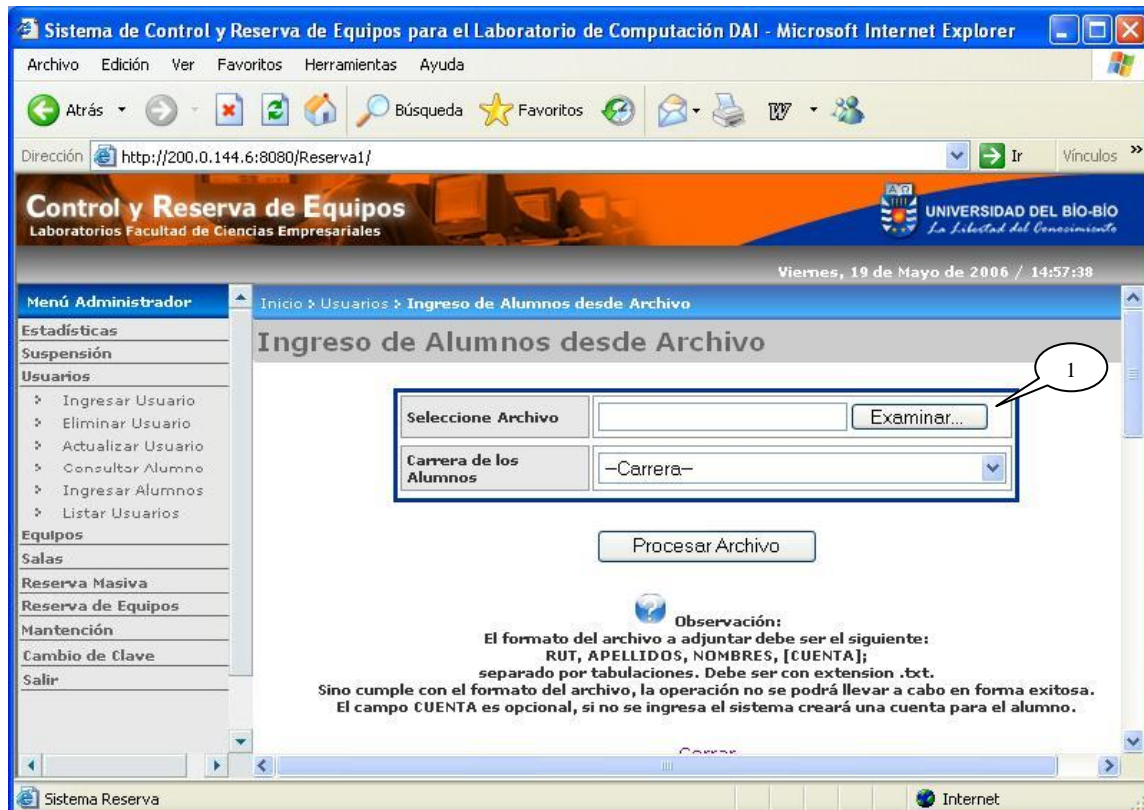 Sistema de Control y Reserva de Equipos para el Laboratorio de Computación DAI - Microsoft Internet Explorer
Archivo Edición Ver Favoritos Herramientas Ayuda
Atrás Búsqueda Favoritos
Dirección http://200.0.144.6:8080/Reserva1/ Ir Vínculos »
Control y Reserva de Equipos
Laboratorios Facultad de Ciencias Empresariales
UNIVERSIDAD DEL BÍO-BÍO
La Libertad del Conocimiento
Viernes, 19 de Mayo de 2006 / 14:57:38
Menú Administrador
Estadísticas
Suspensión
Usuarios
Ingresar Usuario
Eliminar Usuario
Actualizar Usuario
Consultar Alumno
Ingresar Alumnos
Listar Usuarios
Equipos
Salas
Reserva Masiva
Reserva de Equipos
Mantención
Cambio de Clave
Salir
Inicio > Usuarios > Ingreso de Alumnos desde Archivo
Ingreso de Alumnos desde Archivo
1
Seleccione Archivo Examinar...
Carrera de los
Alumnos
--Carrera--
Procesar Archivo
Observación:
El formato del archivo a adjuntar debe ser el siguiente:
RUT, APELLIDOS, NOMBRES, [CUENTA];
separado por tabulaciones. Debe ser con extension .txt.
Sino cumple con el formato del archivo, la operación no se podrá llevar a cabo en forma exitosa.
El campo CUENTA es opcional, si no se ingresa el sistema creará una cuenta para el alumno.
Cerrar
Sistema Reserva Internet